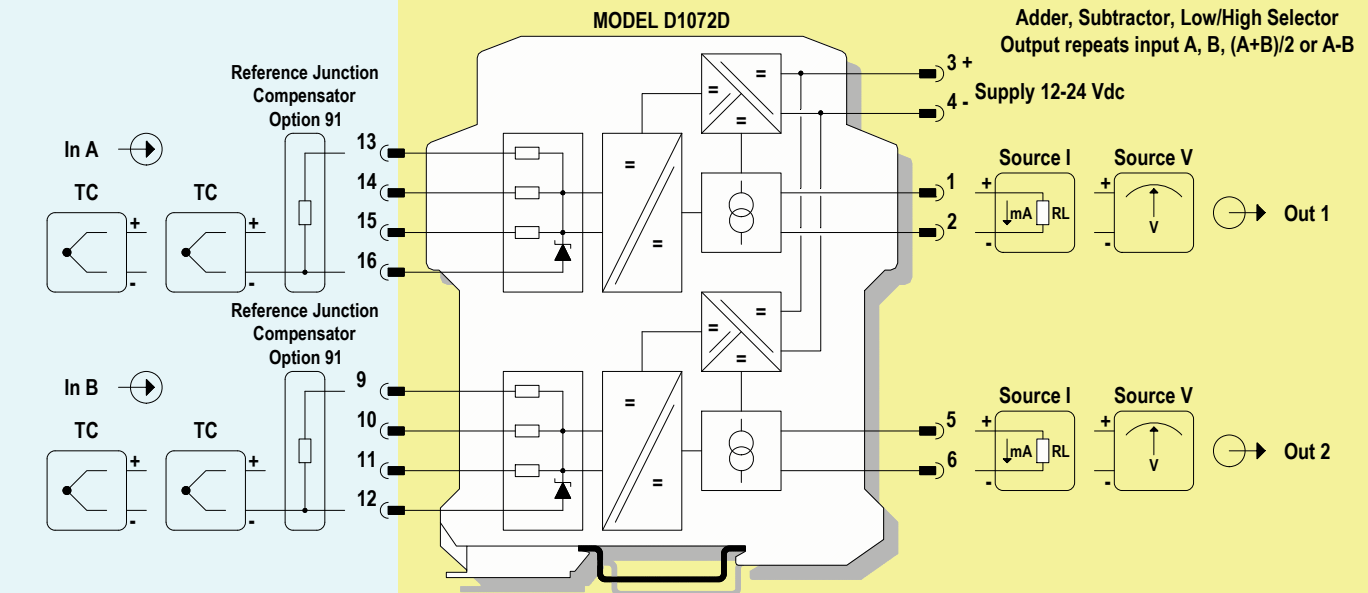 MODEL D1072D
Adder, Subtractor, Low/High Selector
Output repeats input A, B, (A+B)/2 or A-B
Reference Junction
Compensator
Option 91
In A
TC
TC
+
-
+
-
13
14
15
16
=
=
=
=
=
3 +
4 -
Supply 12-24 Vdc
1
2
Source I
+
-
mA
RL
Source V
+
-
V
Out 1
Reference Junction
Compensator
Option 91
In B
TC
TC
+
-
+
-
9
10
11
12
=
=
=
=
=
5
6
Source I
+
-
mA
RL
Source V
+
-
V
Out 2